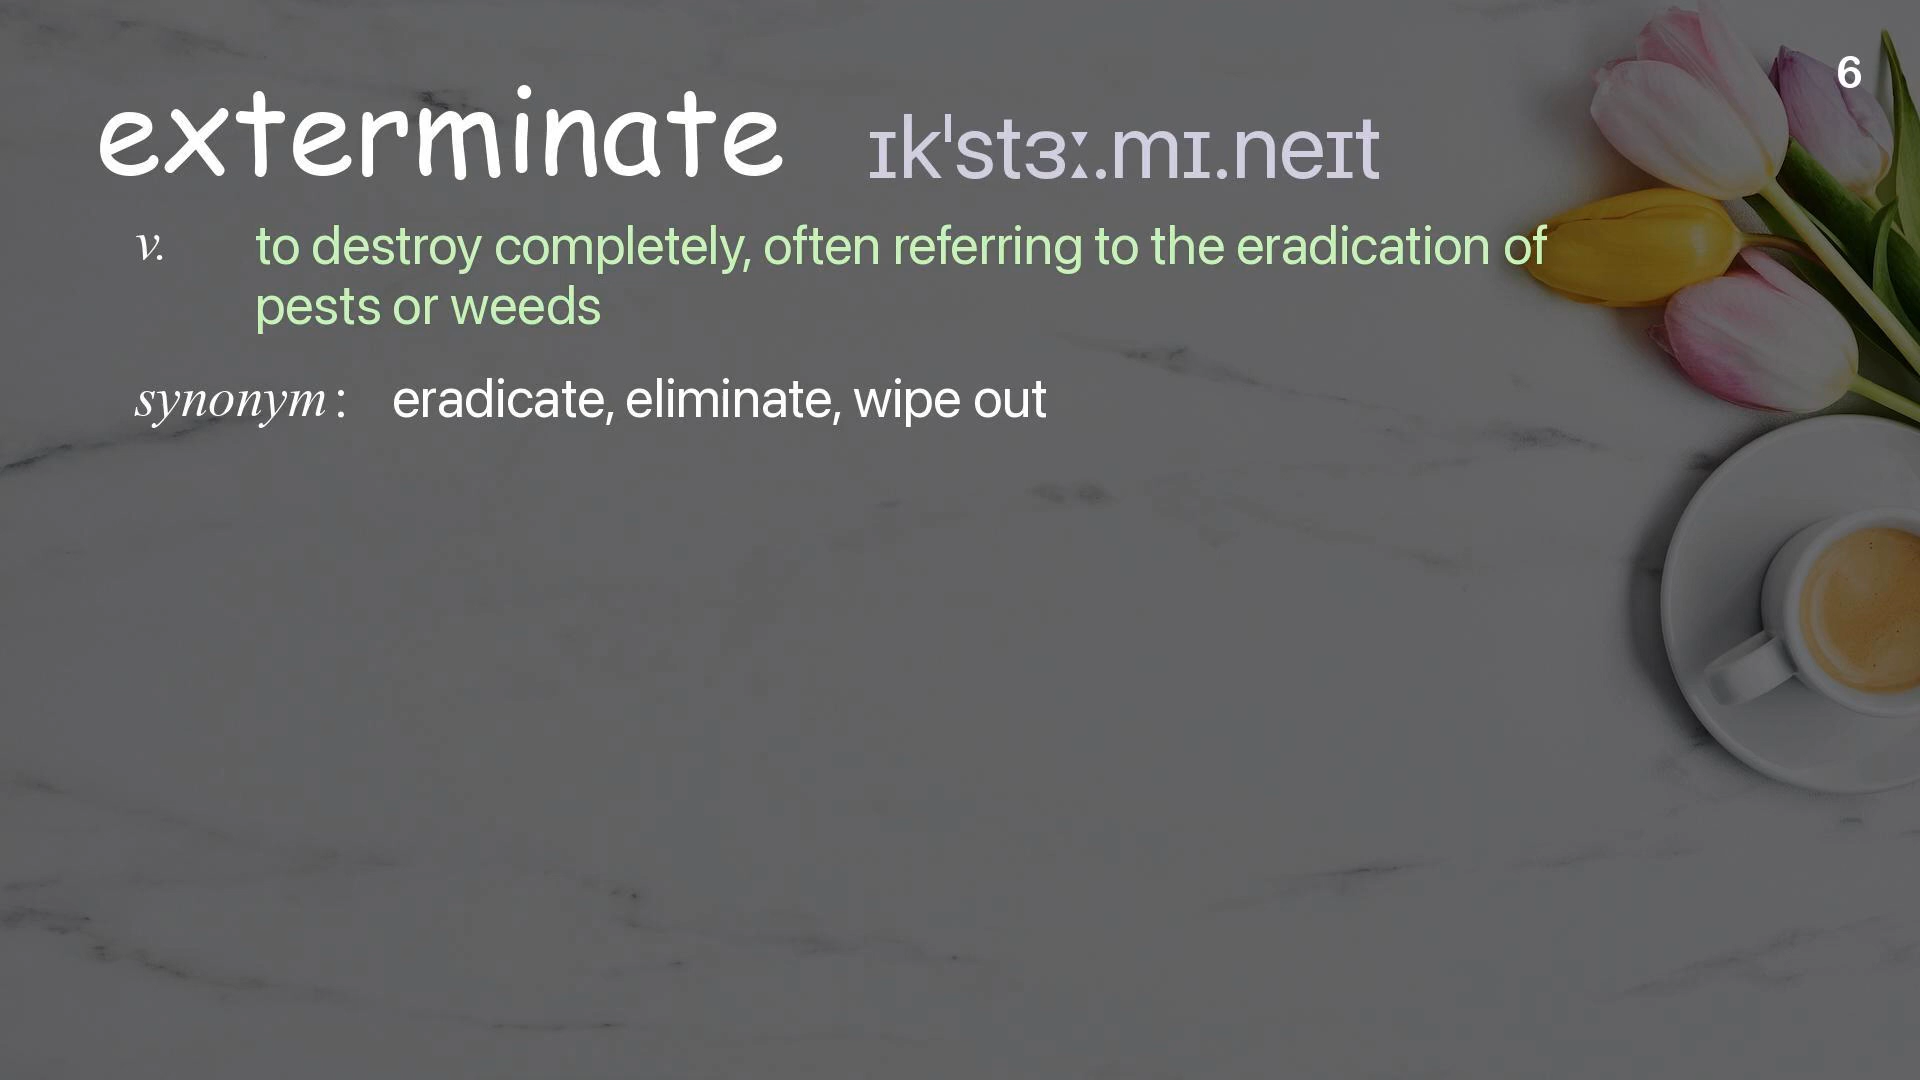 6
exterminate ɪkˈstɜː.mɪ.neɪt
v. to destroy completely, often referring to the eradication of
pests or weeds
synonym : eradicate, eliminate, wipe out